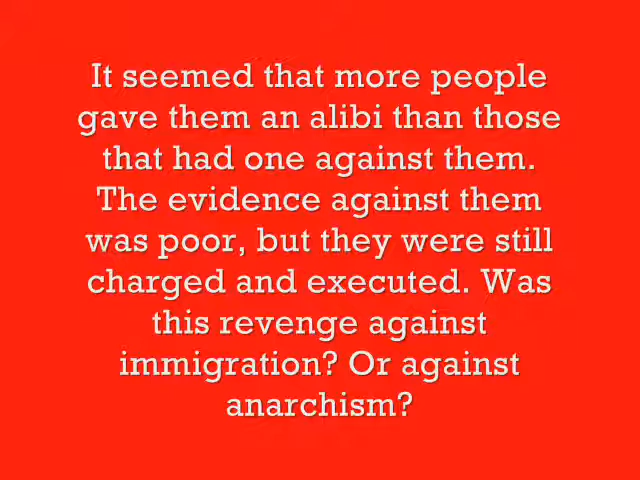 It seemed that more people
gave them an alibi than those
that had one against them.
The evidence against them
was poor, but they were still
charged and executed. Was
this revenge against
immigration? Or against
anarchism?